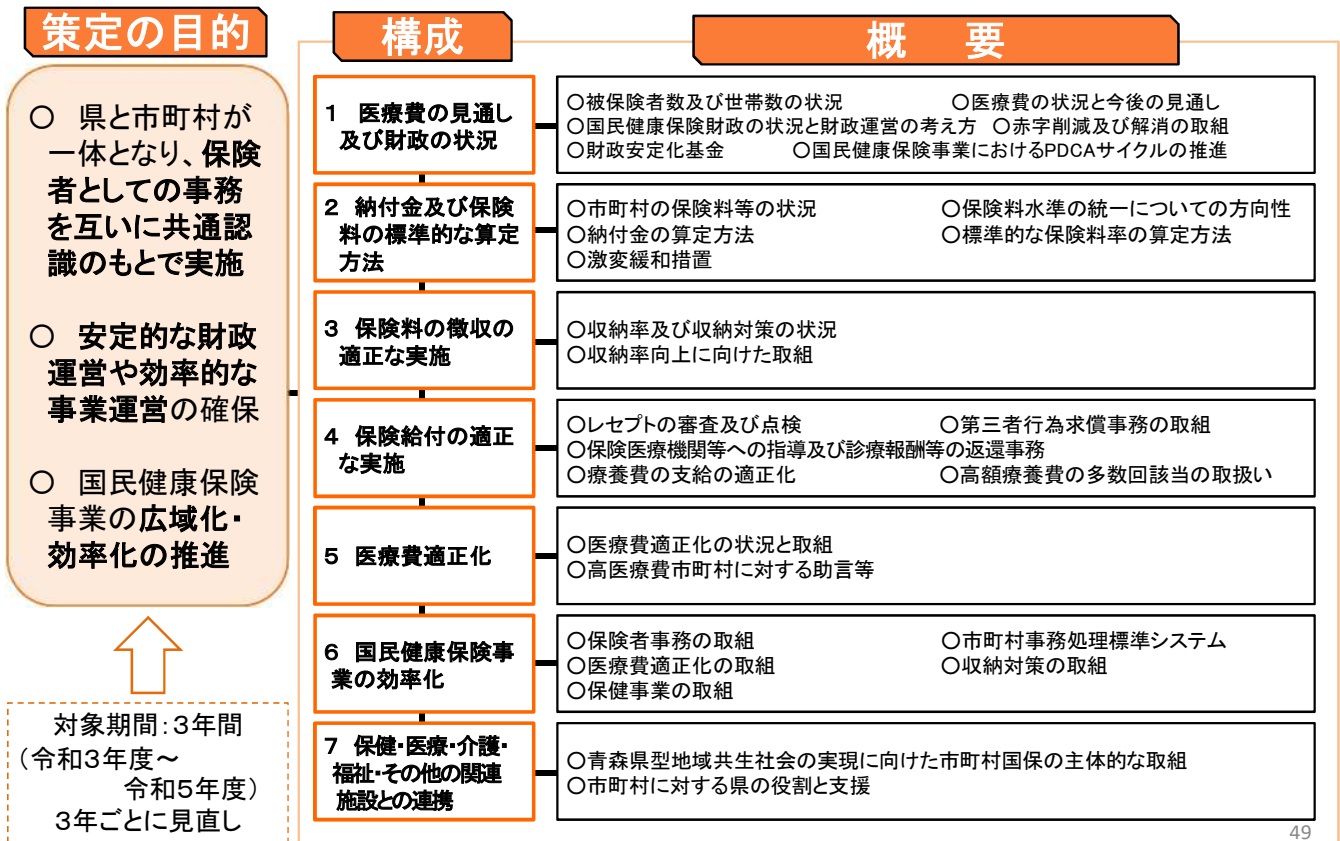 策定の目的
○ 県と市町村が
一体となり、保険
者としての事務
を互いに共通認
識のもとで実施
○ 安定的な財政
運営や効率的な
事業運営の確保
○ 国民健康保険
事業の広域化・
効率化の推進
対象期間：３年間
（令和３年度～
令和５年度）
３年ごとに見直し
構成
概 要
１ 医療費の見通し
及び財政の状況
○被保険者数及び世帯数の状況 ○医療費の状況と今後の見通し
○国民健康保険財政の状況と財政運営の考え方 ○赤字削減及び解消の取組
○財政安定化基金 ○国民健康保険事業におけるPDCAサイクルの推進
２ 納付金及び保険
料の標準的な算定
方法
○市町村の保険料等の状況 ○保険料水準の統一についての方向性
○納付金の算定方法 ○標準的な保険料率の算定方法
○激変緩和措置
３ 保険料の徴収の
適正な実施
○収納率及び収納対策の状況
○収納率向上に向けた取組
４ 保険給付の適正
な実施
○レセプトの審査及び点検 ○第三者行為求償事務の取組
○保険医療機関等への指導及び診療報酬等の返還事務
○療養費の支給の適正化 ○高額療養費の多数回該当の取扱い
５ 医療費適正化
○医療費適正化の状況と取組
○高医療費市町村に対する助言等
６ 国民健康保険事
業の効率化
○保険者事務の取組 ○市町村事務処理標準システム
○医療費適正化の取組 ○収納対策の取組
○保健事業の取組
７ 保健・医療・介護・
福祉・その他の関連
施設との連携
○青森県型地域共生社会の実現に向けた市町村国保の主体的な取組
○市町村に対する県の役割と支援
49